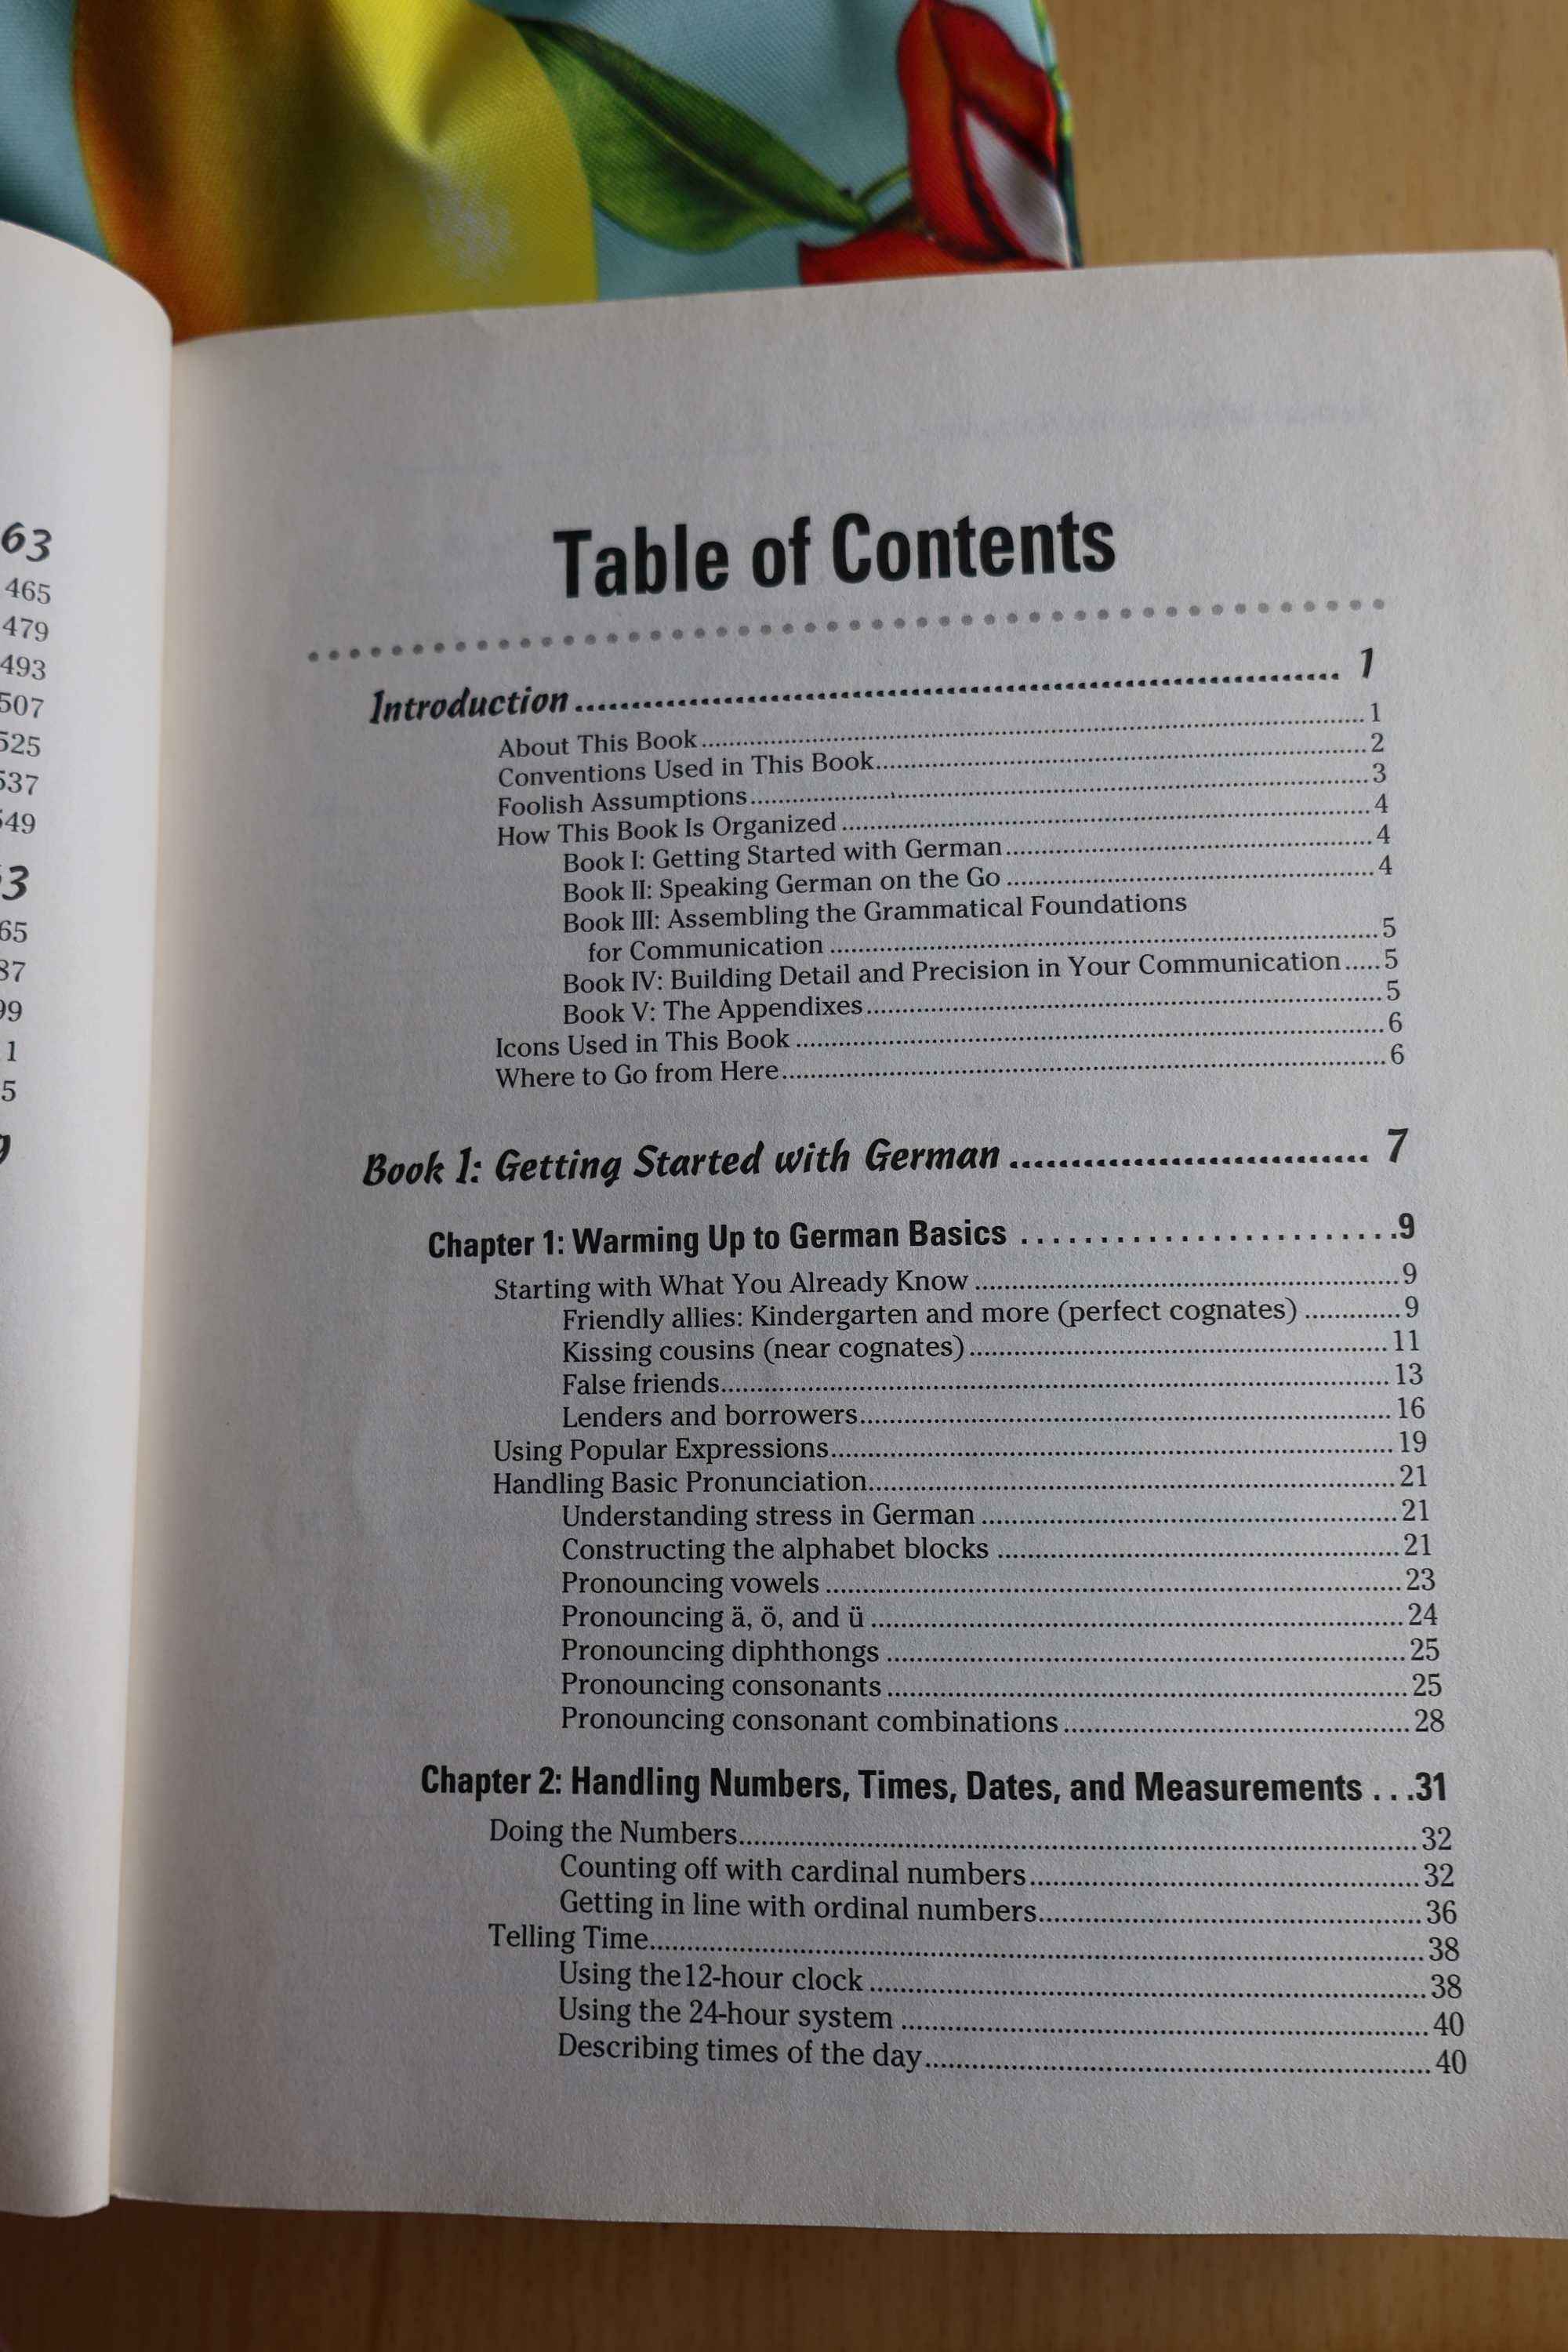 63
465
479
493
507
525
537
549
3
65
87
99
1
5
9
Table of Contents
Introduction.................................................................. 1
About This Book.................................................................. 1
Conventions Used in This Book.................................................................. 2
Foolish Assumptions.................................................................. 3
How This Book Is Organized.................................................................. 4
Book I: Getting Started with German.................................................................. 4
Book II: Speaking German on the Go.................................................................. 4
Book III: Assembling the Grammatical Foundations
for Communication.................................................................. 5
Book IV: Building Detail and Precision in Your Communication.....5
Book V: The Appendixes.................................................................. 5
Icons Used in This Book.................................................................. 6
Where to Go from Here.................................................................. 6
Book I: Getting Started with German............................. 7
Chapter 1: Warming Up to German Basics ........................9
Starting with What You Already Know.................................................................. 9
Friendly allies: Kindergarten and more (perfect cognates) ..............9
Kissing cousins (near cognates).................................................................. 11
False friends.................................................................. 13
Lenders and borrowers.................................................................. 16
Using Popular Expressions.................................................................. 19
Handling Basic Pronunciation.................................................................. 21
Understanding stress in German.................................................................. 21
Constructing the alphabet blocks.................................................................. 21
Pronouncing vowels.................................................................. 23
Pronouncing ä, ö, and ü.................................................................. 24
Pronouncing diphthongs.................................................................. 25
Pronouncing consonants.................................................................. 25
Pronouncing consonant combinations.................................................................. 28
Chapter 2: Handling Numbers, Times, Dates, and Measurements . . .31
Doing the Numbers.................................................................. 32
Counting off with cardinal numbers.................................................................. 32
Getting in line with ordinal numbers.................................................................. 36
Telling Time.................................................................. 38
Using the12-hour clock.................................................................. 38
Using the 24-hour system.................................................................. 40
Describing times of the day.................................................................. 40